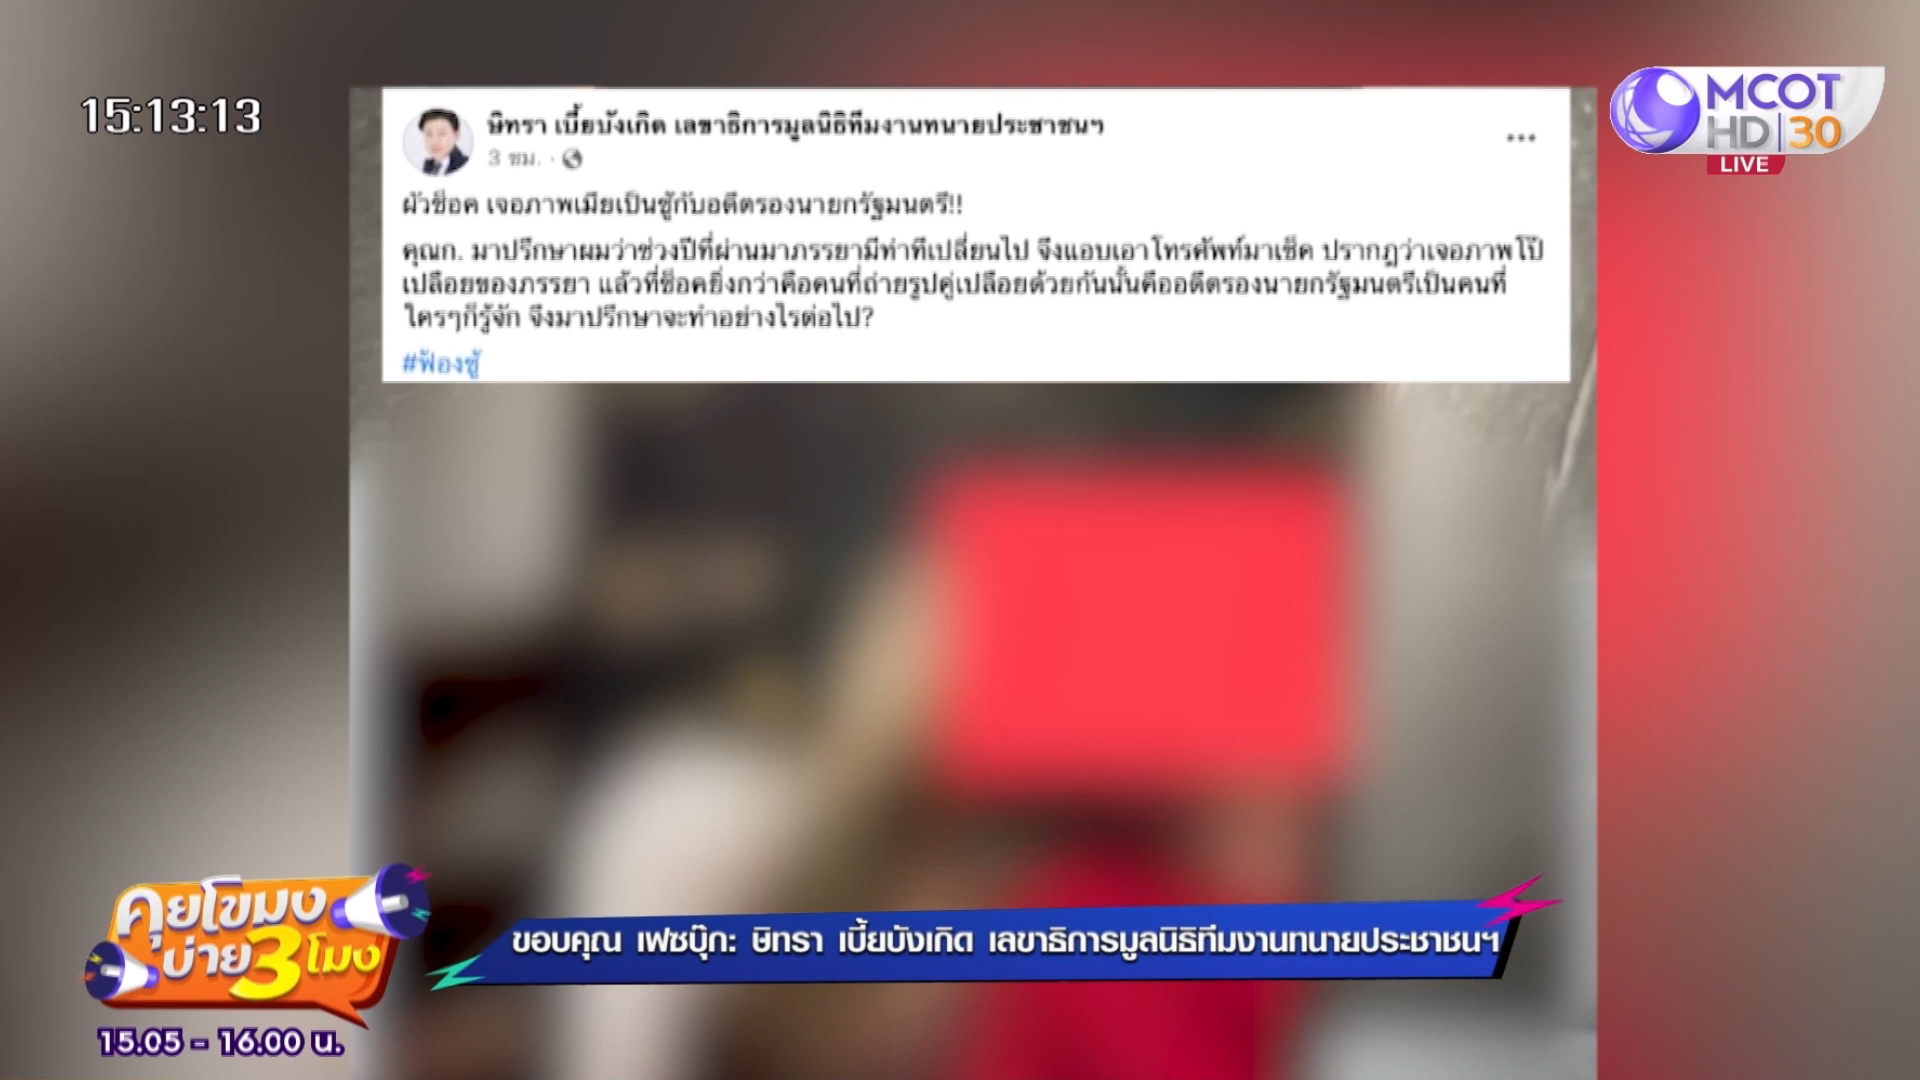 15:13:13
MCOT
HD 30
LIVE
ษิทรา เบี้ยบังเกิด เลขาธิการมูลนิธิทีมงานทนายประชาชนฯ
3 ชม.
ผัวช็อค เจอภาพเมียเป็นชู้กับอดีตรองนายกรัฐมนตรี!!
คุณก. มาปรึกษาผมว่าช่วงปีที่ผ่านมาภรรยามีท่าทีเปลี่ยนไป จึงแอบเอาโทรศัพท์มาเช็ค ปรากฎว่าเจอภาพโป๊
เปลือยของภรรยา แล้วที่ช็อคยิ่งกว่าคือคนที่ถ่ายรูปคู่เปลือยด้วยกันนั้นคืออดีตรองนายกรัฐมนตรีเป็นคนที่
ใครๆก็รู้จัก จึงมาปรึกษาจะทำอย่างไรต่อไป?
#ฟ้องชู้
คุยโขมง
บ่าย3โมง
15.05 - 16.00 น.
ขอบคุณ เฟซบุ๊ก: ษิทรา เบี้ยบังเกิด เลขาธิการมูลนิธิทีมงานทนายประชาชนฯ